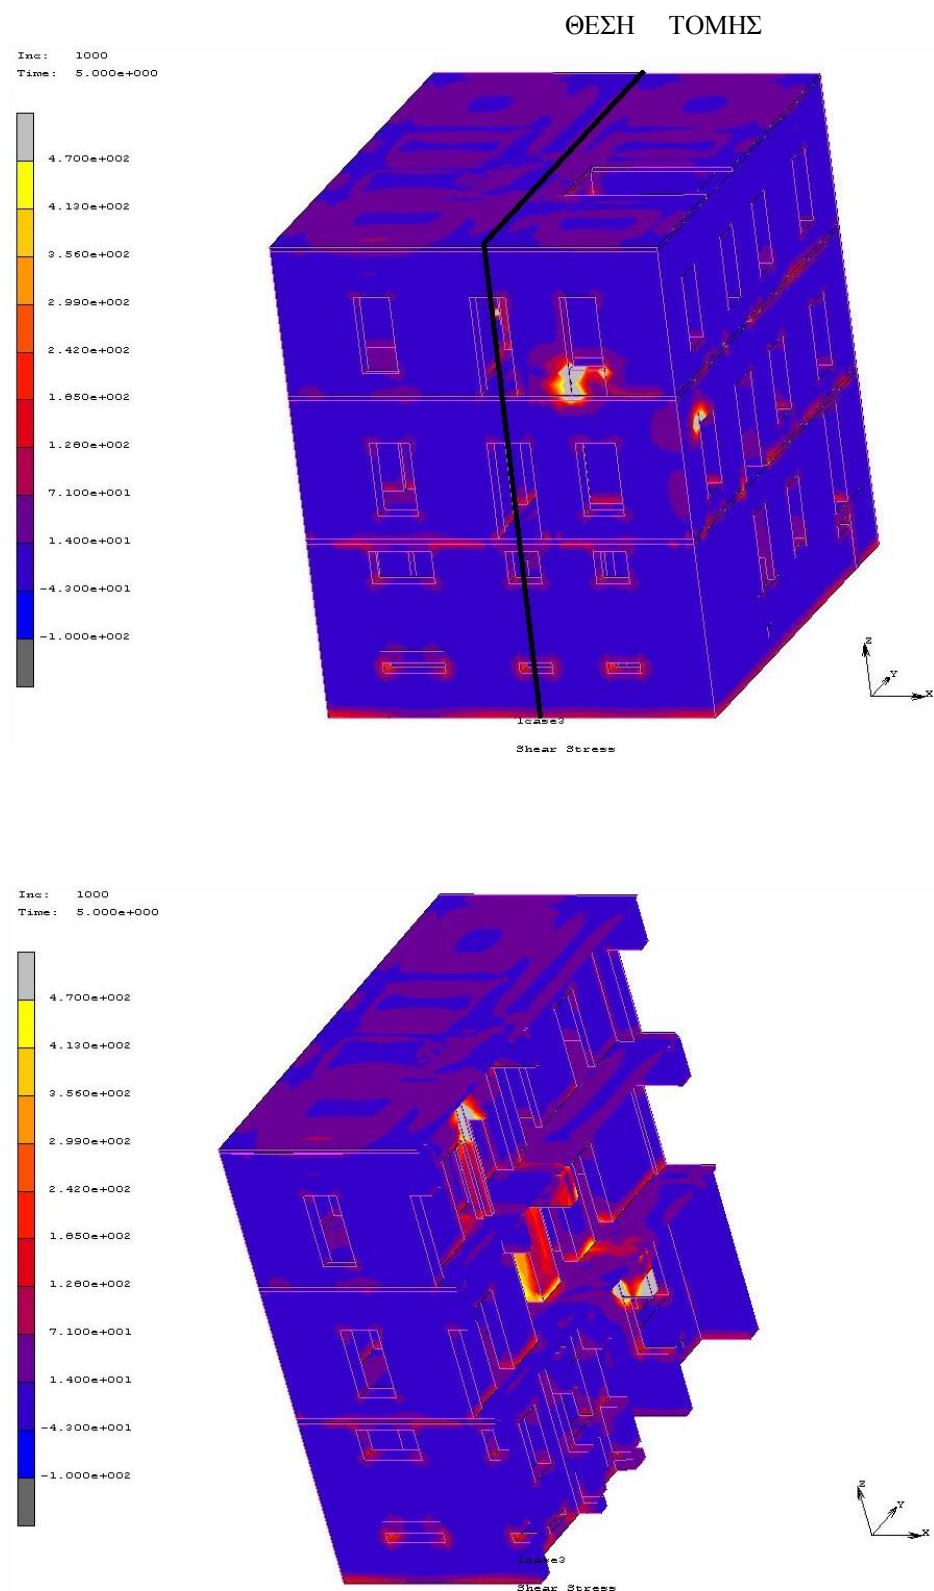 ΘΕΣΗ ΤΟΜΗΣ
Inc: 1000
Time: 5.000e+000
4.700e+002
4.130e+002
3.560e+002
2.990e+002
2.420e+002
1.850e+002
1.280e+002
7.100e+001
1.400e+001
-4.300e+001
-1.000e+002
Z
Y
X
lcase3
Shear Stress
Inc: 1000
Time: 5.000e+000
4.700e+002
4.130e+002
3.560e+002
2.990e+002
2.420e+002
1.850e+002
1.280e+002
7.100e+001
1.400e+001
-4.300e+001
-1.000e+002
Z
Y
X
lcase3
Shear Stress